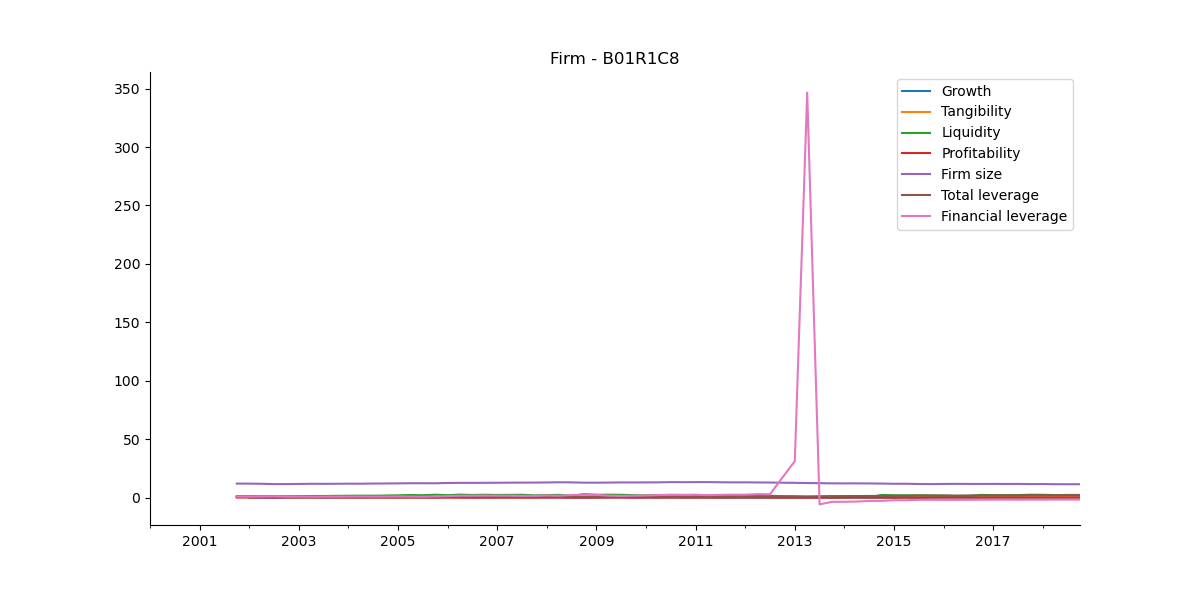 Firm - B01R1C8
350
300
250
200
150
100
50
0
2001 2003 2005 2007 2009 2011 2013 2015 2017
Growth
Tangibility
Liquidity
Profitability
Firm size
Total leverage
Financial leverage